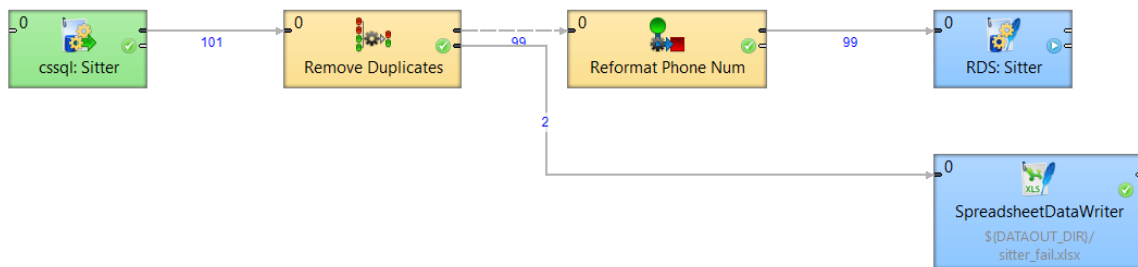 0
cssql: Sitter
101
0
Remove Duplicates
99
0
Reformat Phone Num
99
0
RDS: Sitter
2
0
XLS
SpreadsheetDataWriter
${DATAOUT_DIR}/
sitter_fail.xlsx